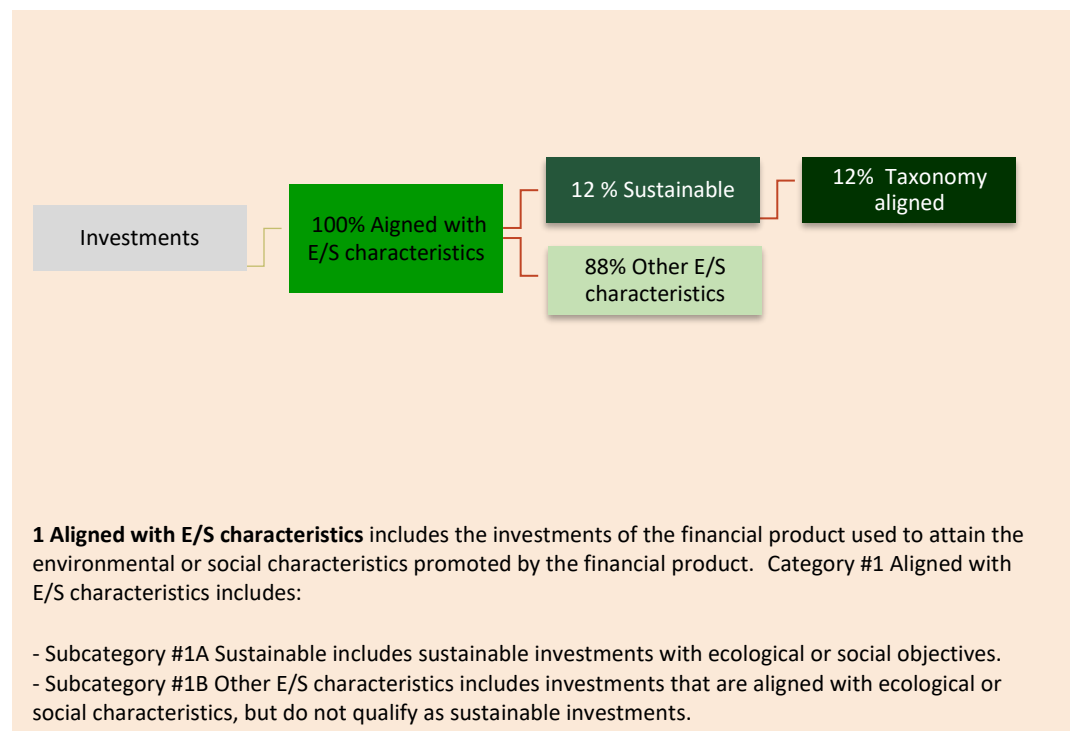 Investments
100% Aigned with
E/S characteristics
12 % Sustainable
88% Other E/S
characteristics
12% Taxonomy
aligned
1 Aligned with E/S characteristics includes the investments of the financial product used to attain the
environmental or social characteristics promoted by the financial product. Category #1 Aligned with
E/S characteristics includes:
- Subcategory #1A Sustainable includes sustainable investments with ecological or social objectives.
- Subcategory #1B Other E/S characteristics includes investments that are aligned with ecological or
social characteristics, but do not qualify as sustainable investments.